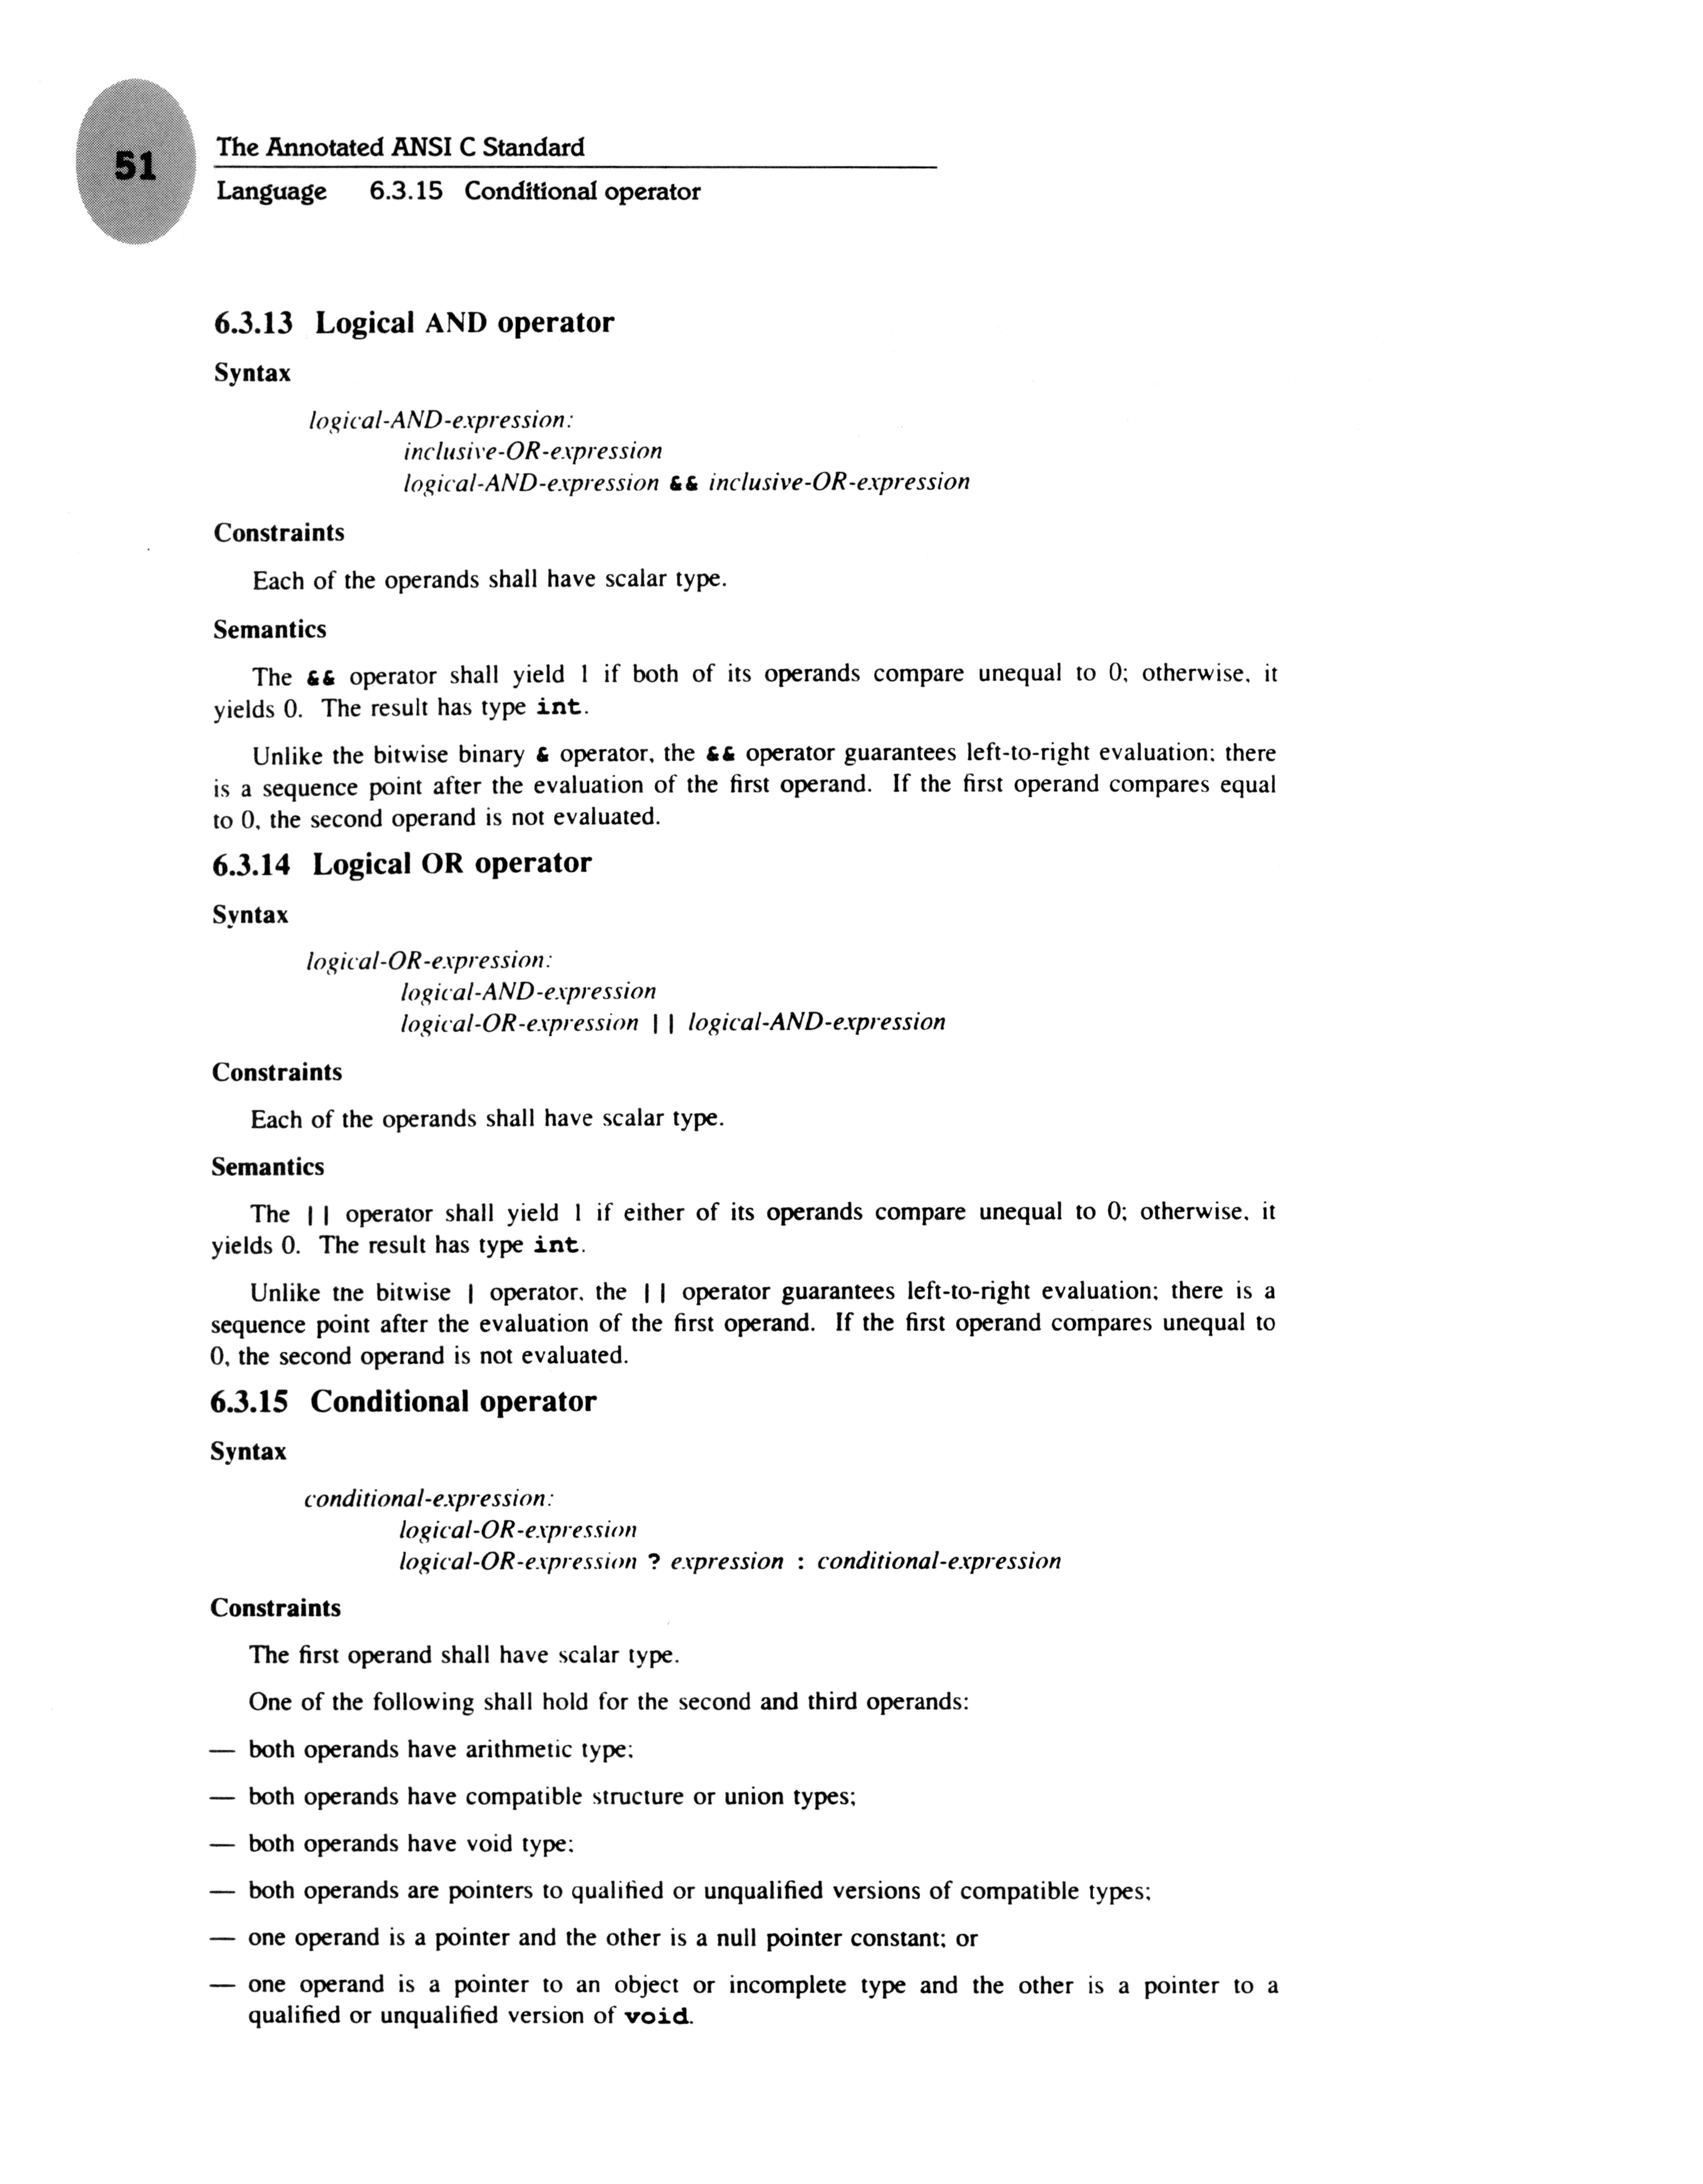 51
The Annotated ANSI C Standard
Language 6.3.15 Conditional operator
6.3.13 Logical AND operator
Syntax
logical-AND-expression:
inclusive-OR-expression
logical-AND-expression && inclusive-OR-expression
Constraints
Each of the operands shall have scalar type.
Semantics
The && operator shall yield 1 if both of its operands compare unequal to 0; otherwise, it
yields 0. The result has type int.
Unlike the bitwise binary & operator, the && operator guarantees left-to-right evaluation; there
is a sequence point after the evaluation of the first operand. If the first operand compares equal
to 0, the second operand is not evaluated.
6.3.14 Logical OR operator
Syntax
logical-OR-expression:
logical-AND-expression
logical-OR-expression || logical-AND-expression
Constraints
Each of the operands shall have scalar type.
Semantics
The || operator shall yield 1 if either of its operands compare unequal to 0; otherwise, it
yields 0. The result has type int.
Unlike the bitwise | operator, the || operator guarantees left-to-right evaluation; there is a
sequence point after the evaluation of the first operand. If the first operand compares unequal to
0, the second operand is not evaluated.
6.3.15 Conditional operator
Syntax
conditional-expression:
logical-OR-expression
logical-OR-expression ? expression : conditional-expression
Constraints
The first operand shall have scalar type.
One of the following shall hold for the second and third operands:
— both operands have arithmetic type;
— both operands have compatible structure or union types;
— both operands have void type;
— both operands are pointers to qualified or unqualified versions of compatible types;
— one operand is a pointer and the other is a null pointer constant; or
— one operand is a pointer to an object or incomplete type and the other is a pointer to a
qualified or unqualified version of void.